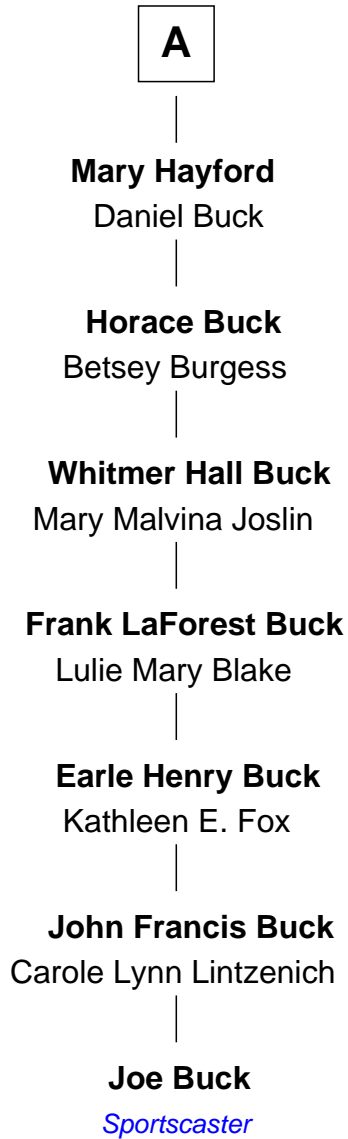 A
Mary Hayford
Daniel Buck
Horace Buck
Betsey Burgess
Whitmer Hall Buck
Mary Malvina Joslin
Frank LaForest Buck
Lulie Mary Blake
Earle Henry Buck
Kathleen E. Fox
John Francis Buck
Carole Lynn Lintzenich
Joe Buck
Sportscaster